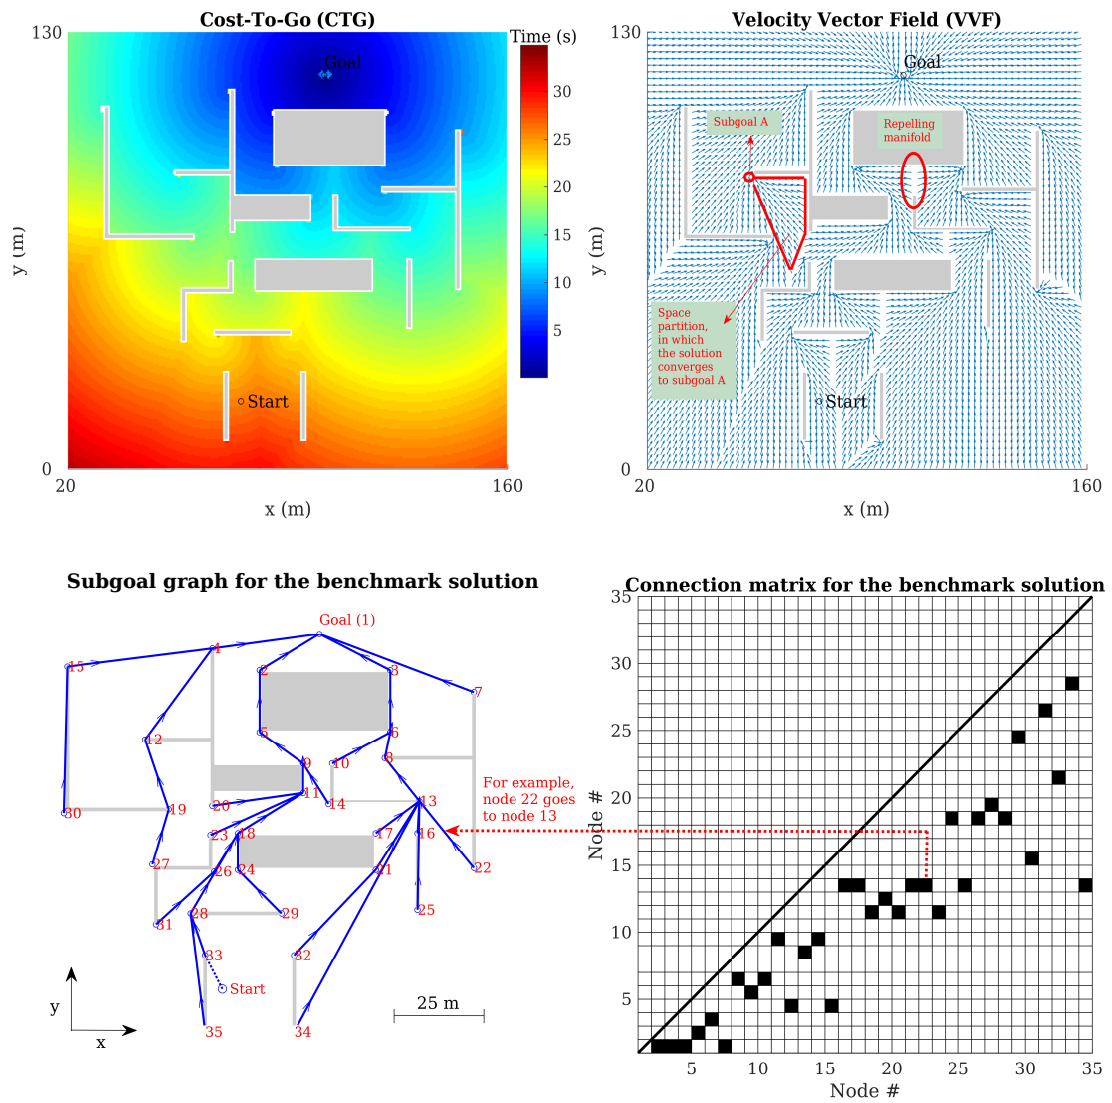 Cost-To-Go (CTG)
130
Time (s)
Goal
30
25
20
15
10
5
y (m)
Start
0
20
160
x (m)
Velocity Vector Field (VVF)
130
Goal
Subgoal A
Repelling
manifold
y (m)
Space
partition,
in which
the solution
converges
to subgoal A
Start
0
20
160
x (m)
Subgoal graph for the benchmark solution
Goal (1)
4
15
2
3
7
12
5
6
8
9
10
11
14
13
30
19
20
23
18
17
16
27
26
24
21
22
28
29
25
31
33
32
Start
35
34
For example,
node 22 goes
to node 13
25 m
y
x
Connection matrix for the benchmark solution
35
30
25
20
15
10
5
Node #
5
10
15
20
25
30
35
Node #